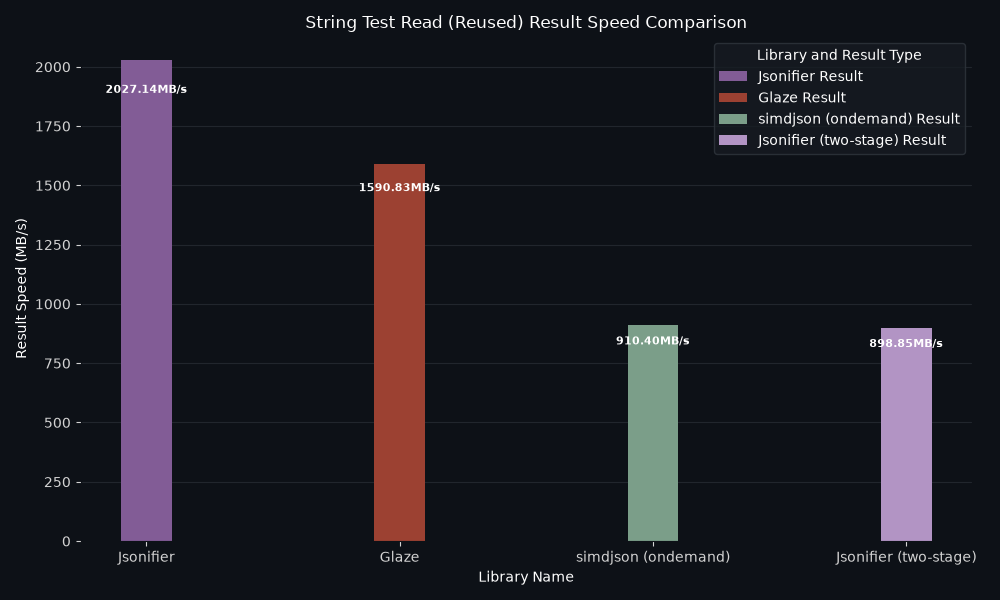 String Test Read (Reused) Result Speed Comparison
Library and Result Type
Jsonifier Result
Glaze Result
simdjson (ondemand) Result
Jsonifier (two-stage) Result
Result Speed (MB/s)
2000
1750
1500
1250
1000
750
500
250
0
2027.14MB/s
1590.83MB/s
910.40MB/s
898.85MB/s
Jsonifier
Glaze
simdjson (ondemand)
Jsonifier (two-stage)
Library Name